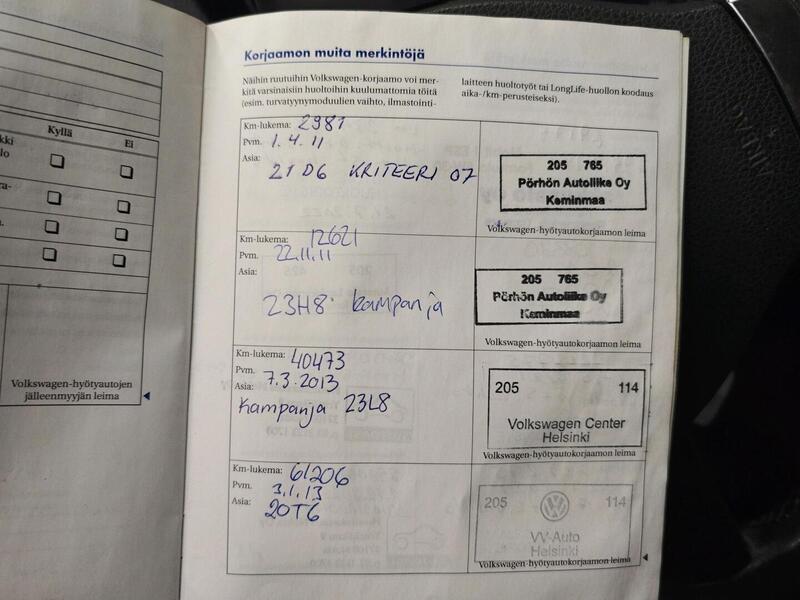 Kyllä
Ei
Volkswagen-hyötyautojen
jälleenmyyjän leima
Korjaamon muita merkintöjä
Näihin ruutuihin Volkswagen-korjaamo voi mer-
kitä varsinaisiin huoltoihin kuulumattomia töitä
(esim. turvatyynymoduulien vaihto, ilmastointi-
laitteen huoltotyöt tai LongLife-huollon koodaus
aika-/km-perusteiseksi).
Km-lukema: 2981
Pvm. 1.4.11
Asia:
21D6 KRITEERI 07
205 765
Pörhön Autoliike Oy
Keminmaa
Volkswagen-hyötyautokorjaamon leima
Km-lukema: 12621
Pvm. 22.11.11
Asia:
23H8 kampanja
205 765
Pörhön Autoliike Oy
Keminmaa
Volkswagen-hyötyautokorjaamon leima
Km-lukema: 40473
Pvm. 7.3.2013
Asia:
Kampanja 23L8
205 114
Volkswagen Center
Helsinki
Volkswagen-hyötyautokorjaamon leima
Km-lukema: 61206
Pvm. 3.1.13
Asia: 20T6
205 114
VV-Auto
Helsinki
Volkswagen-hyötyautokorjaamon leima